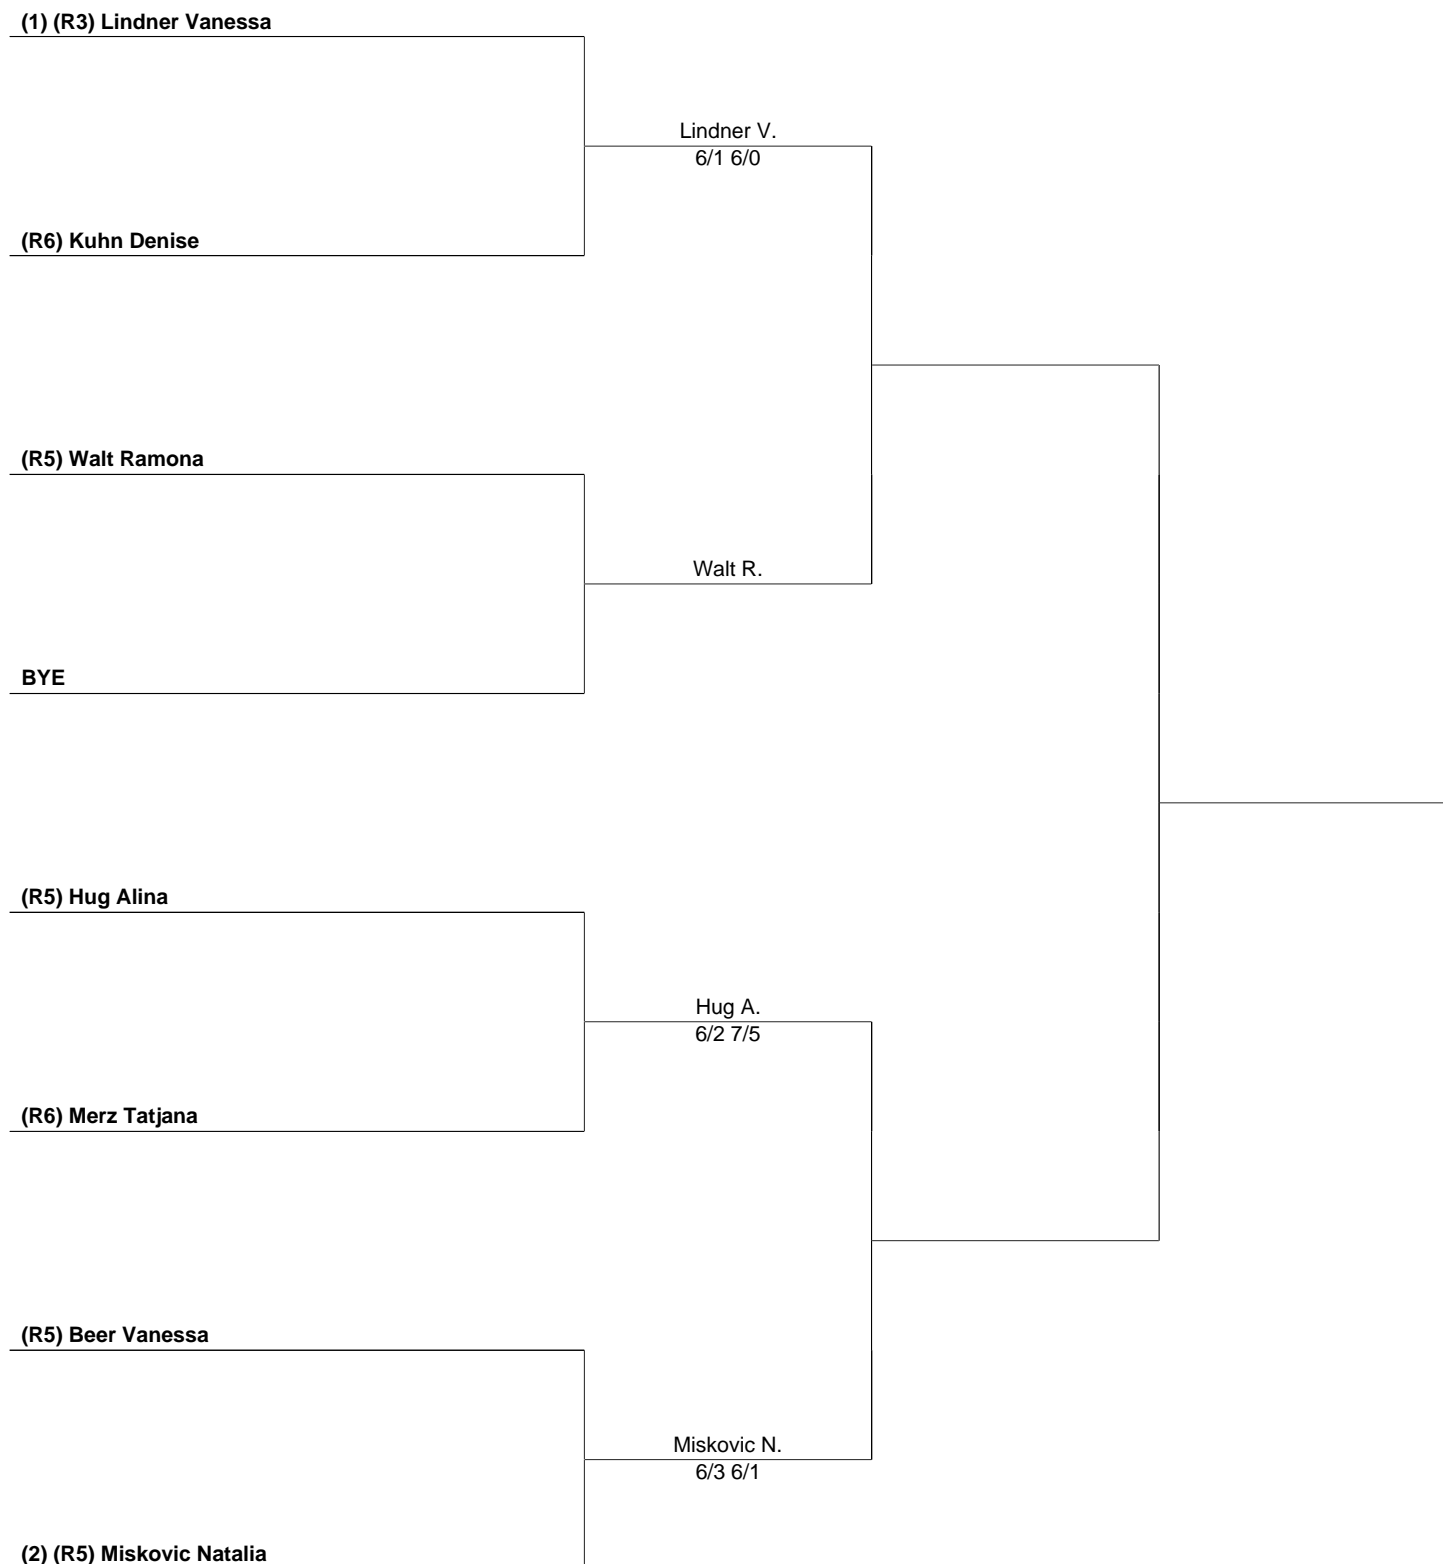 (1) (R3) Lindner Vanessa
Lindner V.
6/1 6/0
(R6) Kuhn Denise
(R5) Walt Ramona
Walt R.
BYE
(R5) Hug Alina
Hug A.
6/2 7/5
(R6) Merz Tatjana
(R5) Beer Vanessa
Miskovic N.
6/3 6/1
(2) (R5) Miskovic Natalia